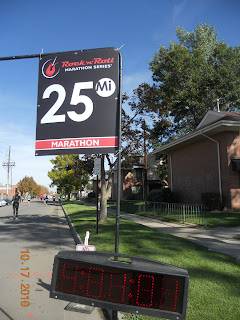 Rock'n'Roll
MARATHON SERIES
25 Mi
MARATHON
10.17.2010